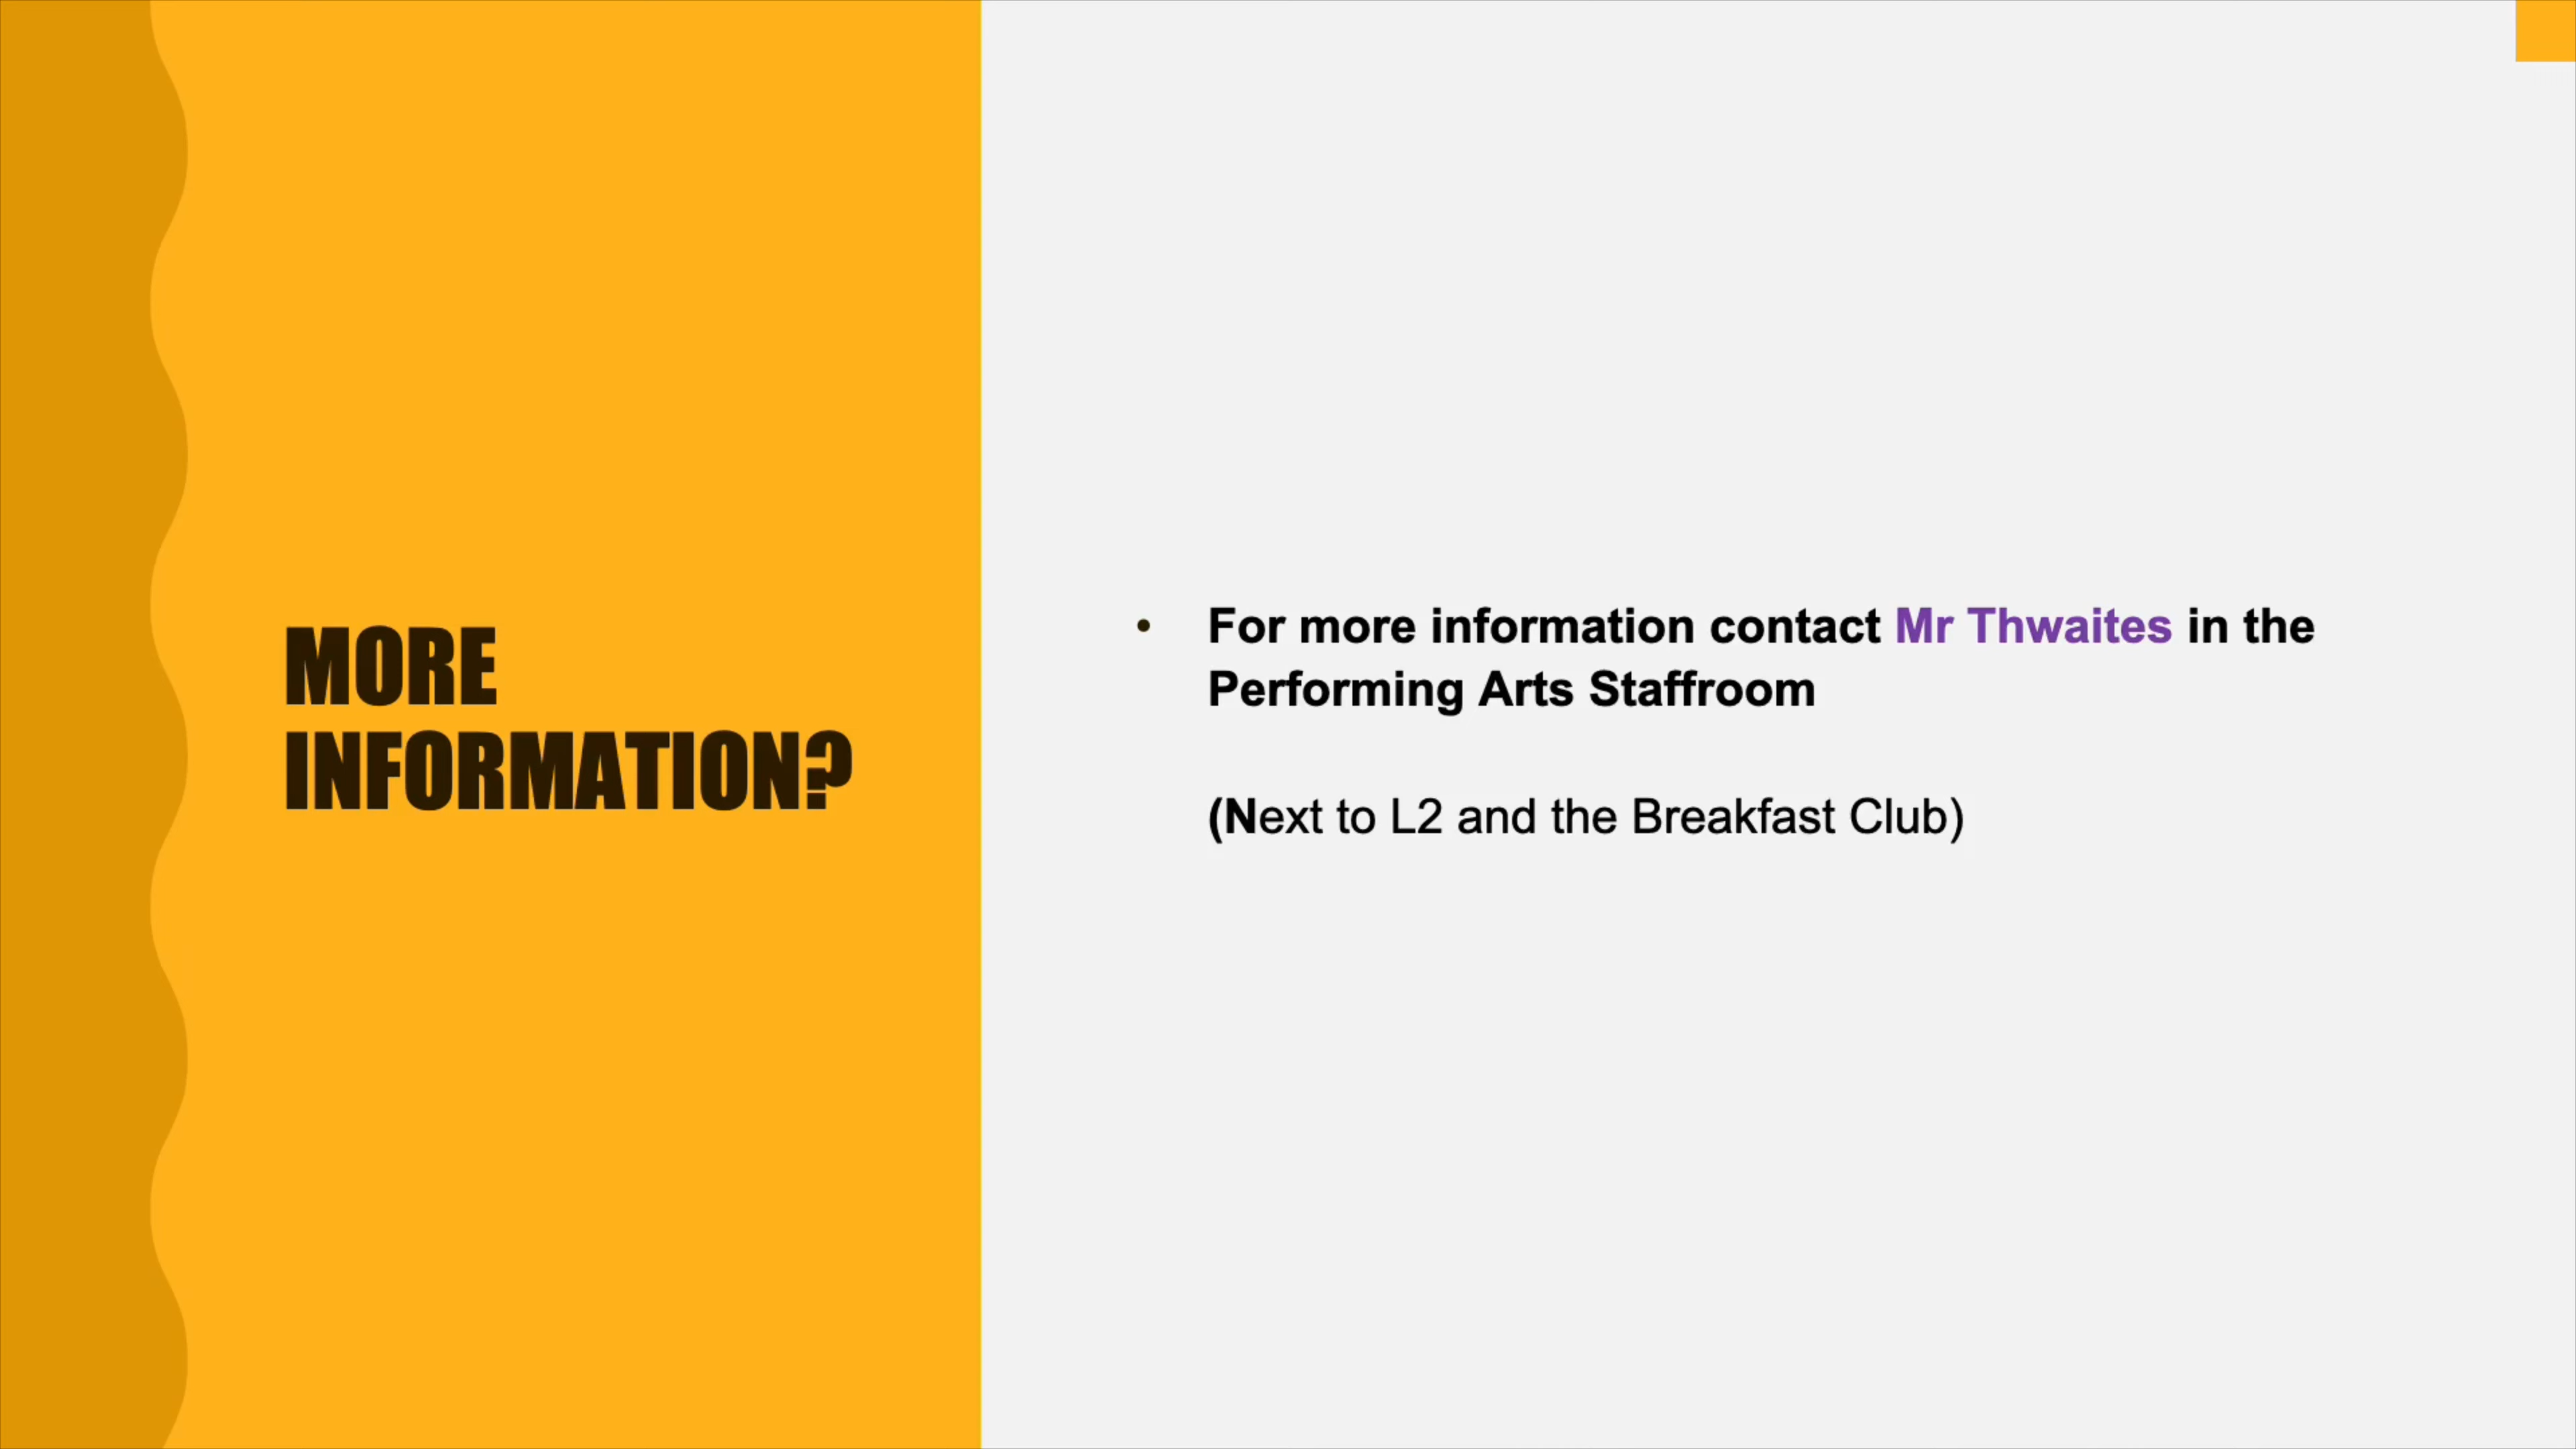 MORE
INFORMATION?
• For more information contact Mr Thwaites in the
Performing Arts Staffroom
(Next to L2 and the Breakfast Club)